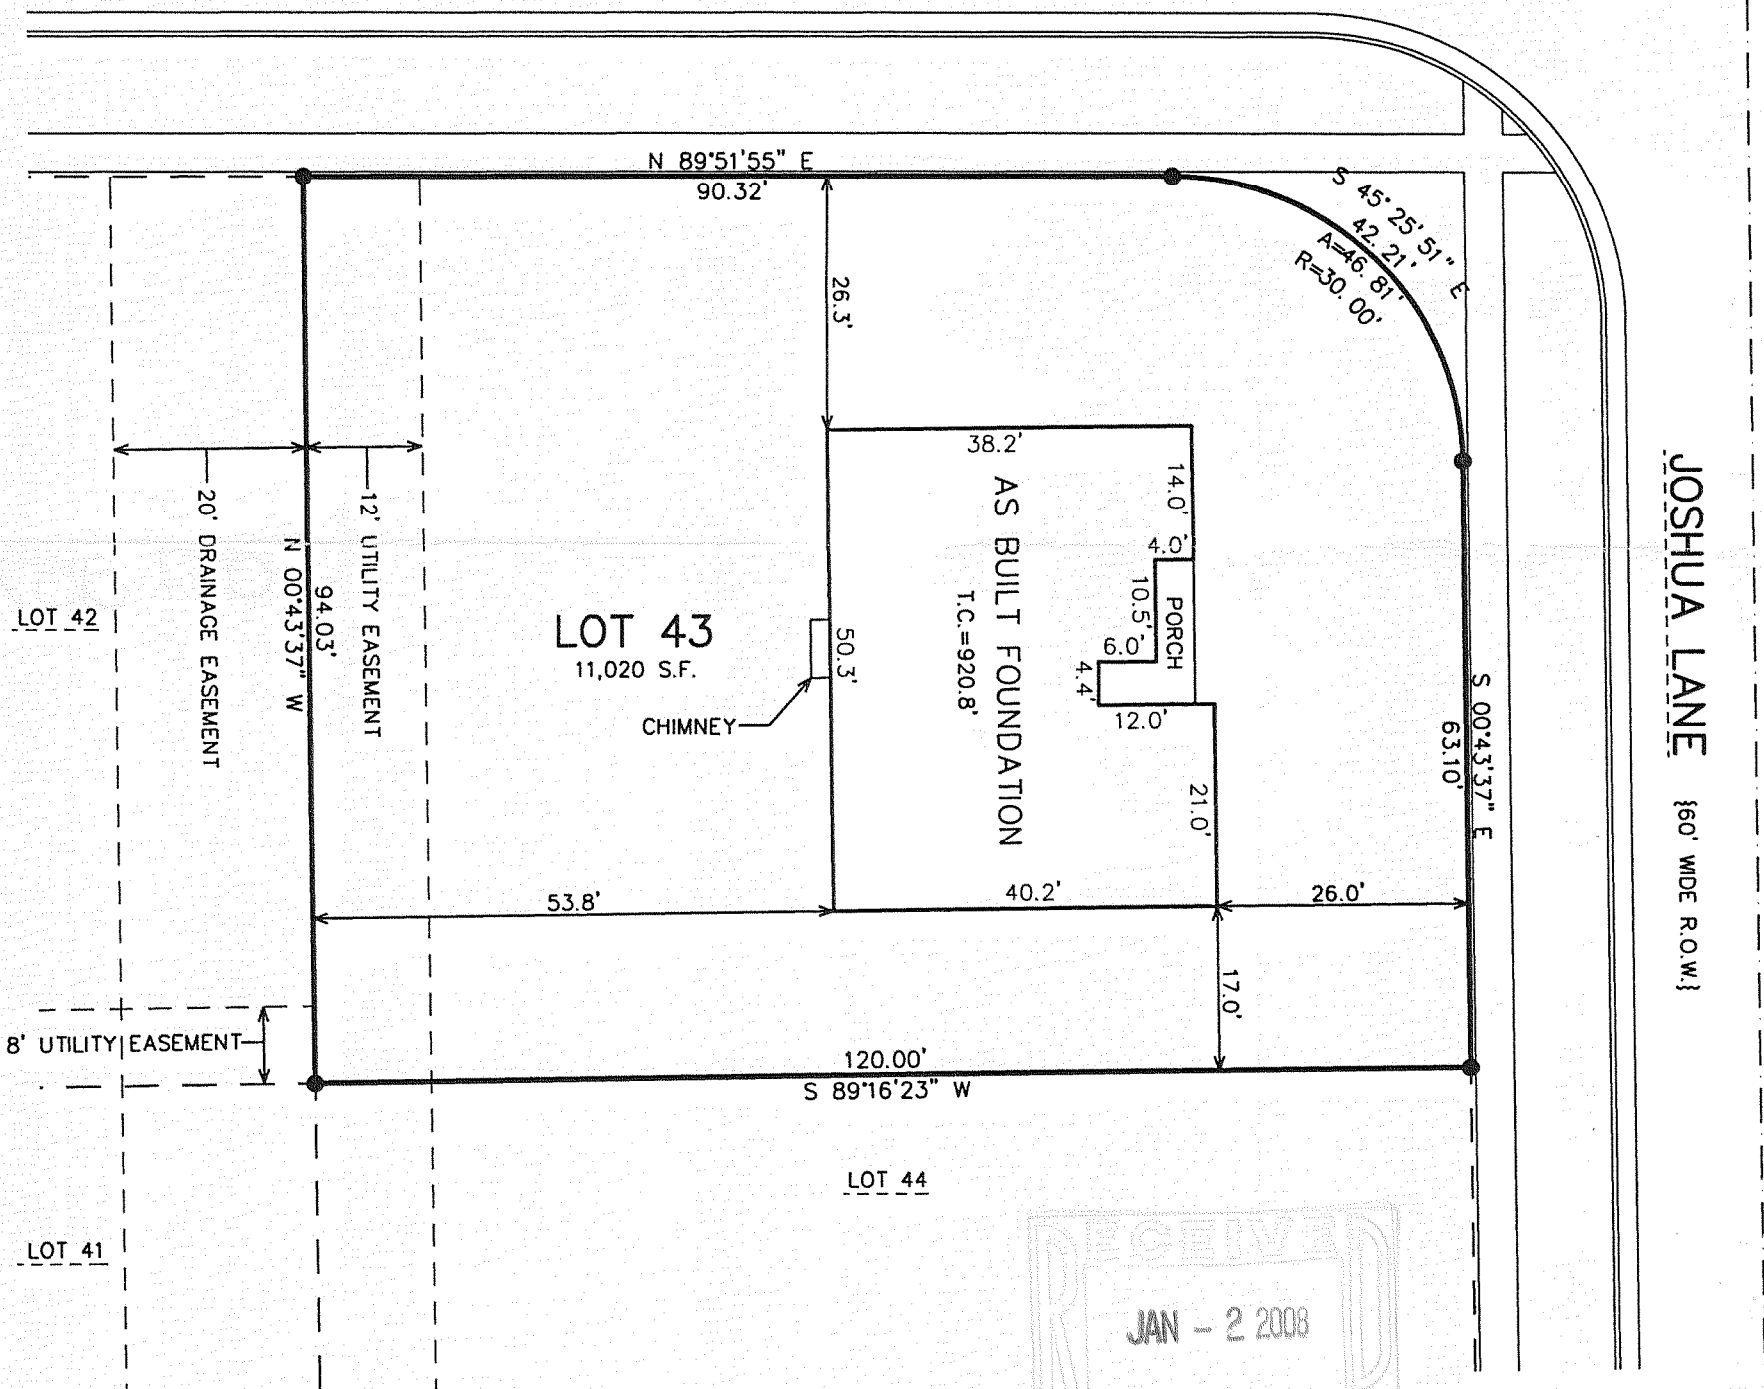 N 89°51'55" E
90.32'
S 45°25'51" E
42.21'
A=46.81'
R=30.00'
26.3'
38.2'
14.0'
4.0'
10.5'
PORCH
6.0'
4.4'
12.0'
21.0'
AS BUILT FOUNDATION
T.C.=920.8'
50.3'
CHIMNEY
LOT 43
11,020 S.F.
12' UTILITY EASEMENT
94.03'
N 00°43'37" W
20' DRAINAGE EASEMENT
LOT 42
S 00°43'37" E
63.10'
JOSHUA LANE {60' WIDE R.O.W.}
53.8'
40.2'
26.0'
17.0'
8' UTILITY EASEMENT
120.00'
S 89°16'23" W
LOT 44
LOT 41
RECEIVED
JAN - 2 2008